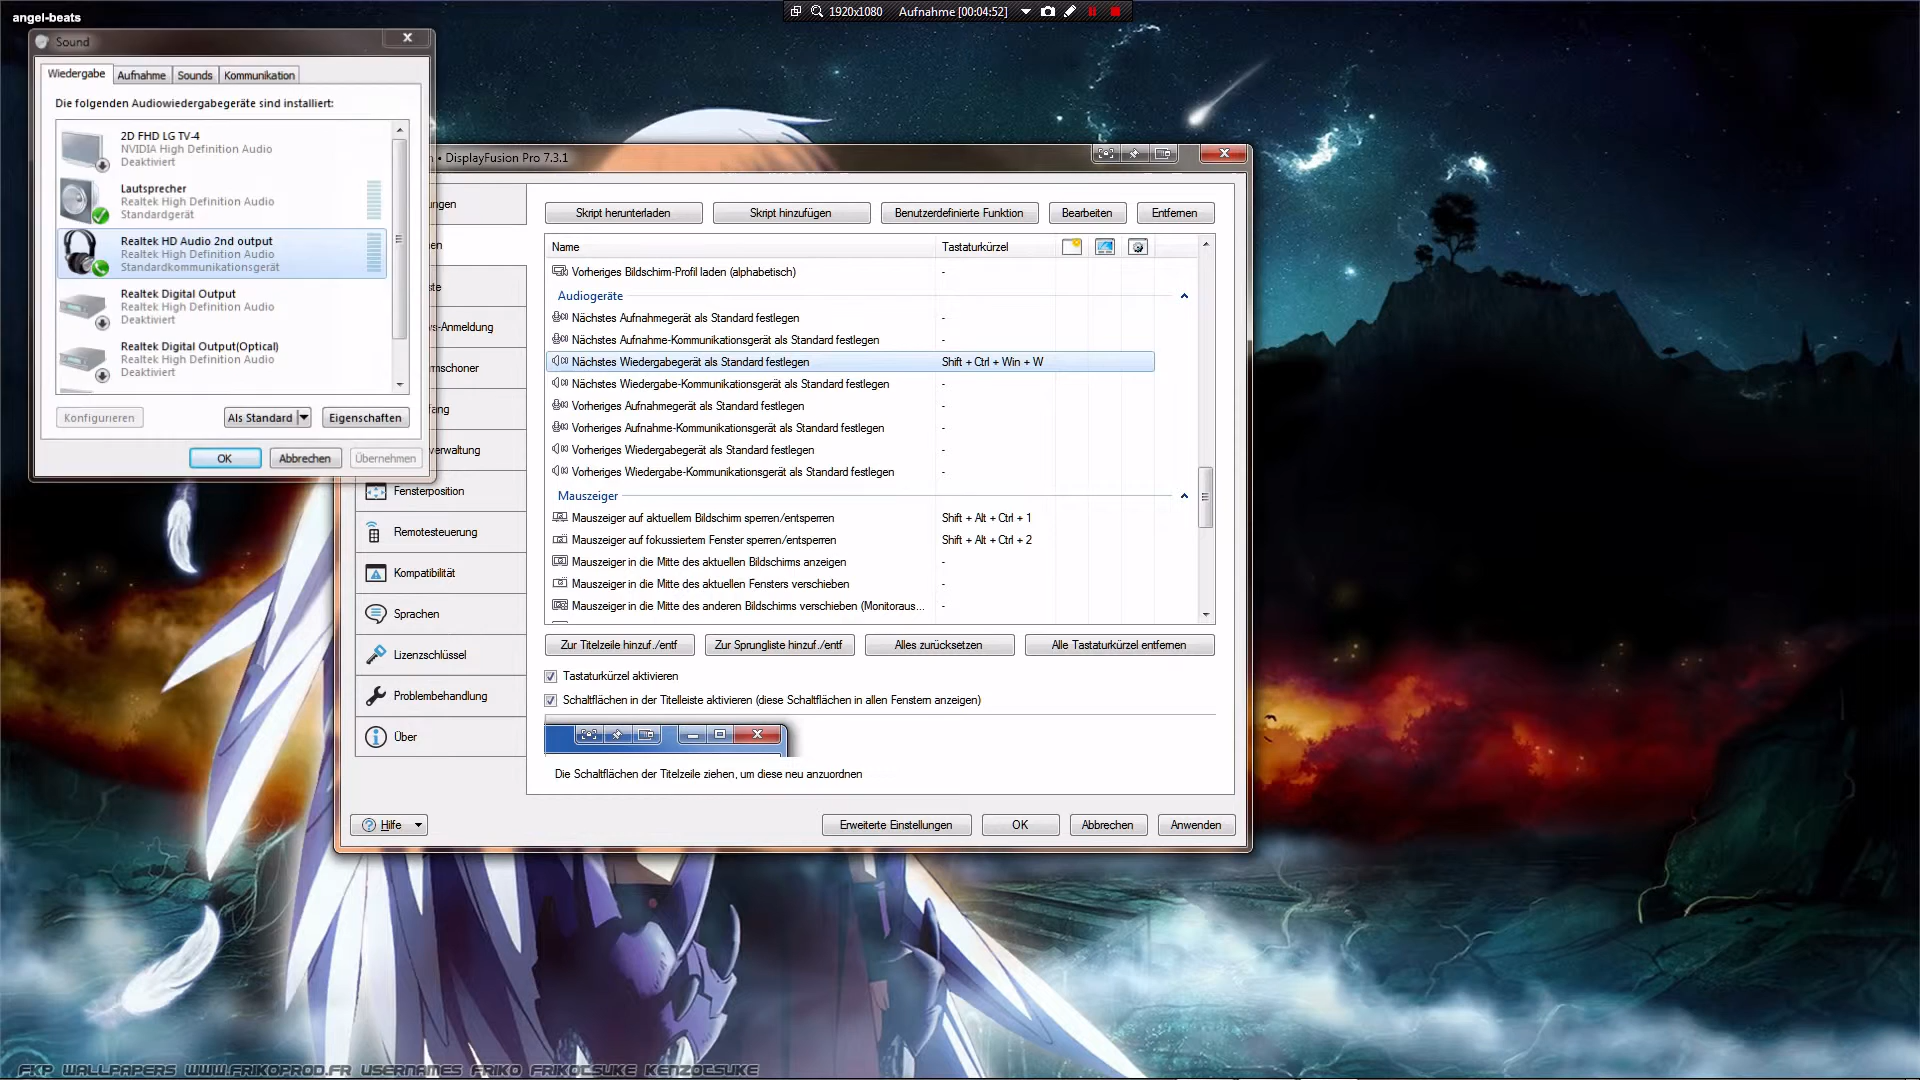 angel-beats
1920x1080 Aufnahme [00:04:52]
Sound
Wiedergabe Aufnahme Sounds Kommunikation
Die folgenden Audiowiedergabegeräte sind installiert:
2D FHD LG TV-4
NVIDIA High Definition Audio
Deaktiviert
Lautsprecher
Realtek High Definition Audio
Standardgerät
Realtek HD Audio 2nd output
Realtek High Definition Audio
Standardkommunikationsgerät
Realtek Digital Output
Realtek High Definition Audio
Deaktiviert
Realtek Digital Output(Optical)
Realtek High Definition Audio
Deaktiviert
Konfigurieren Als Standard Eigenschaften
OK Abbrechen Übernehmen
• DisplayFusion Pro 7.3.1
ngen
en
ste
s-Anmeldung
mschoner
ang
verwaltung
Fensterposition
Remotesteuerung
Kompatibilität
Sprachen
Lizenzschlüssel
Problembehandlung
Über
Skript herunterladen Skript hinzufügen Benutzerdefinierte Funktion Bearbeiten Entfernen
Name Tastaturkürzel
Vorheriges Bildschirm-Profil laden (alphabetisch) -
Audiogeräte
Nächstes Aufnahmegerät als Standard festlegen -
Nächstes Aufnahme-Kommunikationsgerät als Standard festlegen -
Nächstes Wiedergabegerät als Standard festlegen Shift + Ctrl + Win + W
Nächstes Wiedergabe-Kommunikationsgerät als Standard festlegen -
Vorheriges Aufnahmegerät als Standard festlegen -
Vorheriges Aufnahme-Kommunikationsgerät als Standard festlegen -
Vorheriges Wiedergabegerät als Standard festlegen -
Vorheriges Wiedergabe-Kommunikationsgerät als Standard festlegen -
Mauszeiger
Mauszeiger auf aktuellem Bildschirm sperren/entsperren Shift + Alt + Ctrl + 1
Mauszeiger auf fokussiertem Fenster sperren/entsperren Shift + Alt + Ctrl + 2
Mauszeiger in die Mitte des aktuellen Bildschirms anzeigen -
Mauszeiger in die Mitte des aktuellen Fensters verschieben -
Mauszeiger in die Mitte des anderen Bildschirms verschieben (Monitoraus... -
Zur Titelzeile hinzuf./entf Zur Sprungliste hinzuf./entf Alles zurücksetzen Alle Tastaturkürzel entfernen
Tastaturkürzel aktivieren
Schaltflächen in der Titelleiste aktivieren (diese Schaltflächen in allen Fenstern anzeigen)
Die Schaltflächen der Titelzeile ziehen, um diese neu anzuordnen
Hilfe Erweiterte Einstellungen OK Abbrechen Anwenden
FKP WALLPAPERS WWW.FRIKOPROD.FR USERNAMES FRIKO FRIKOTSUKE KENZOTSUKE